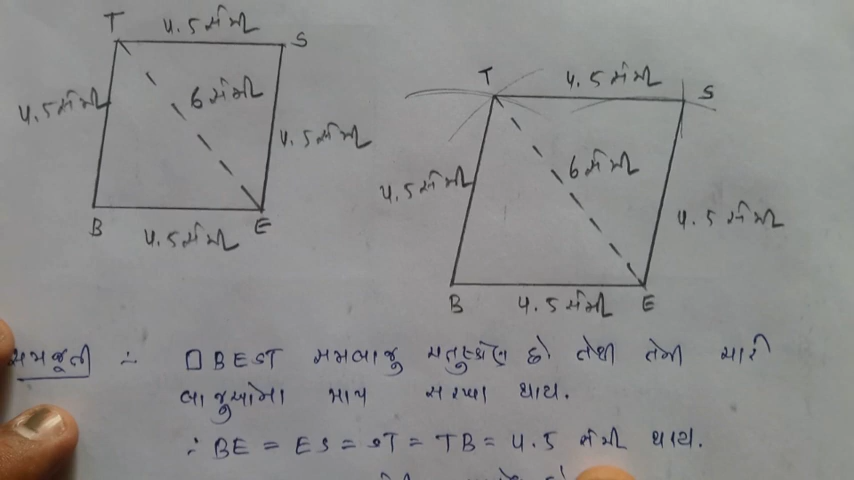 T 4.5 સેમી S
4.5 સેમી 6 સેમી 4.5 સેમી
B 4.5 સેમી E
T 4.5 સેમી S
4.5 સેમી 6 સેમી 4.5 સેમી
B 4.5 સેમી E
સમજૂતી ∴ □BEST સમબાજુ ચતુષ્કોણ છે તેથી તેની ચારે
બાજુઓના માપ સરખા થાય.
∴ BE = ES = ST = TB = 4.5 સેમી થાય.